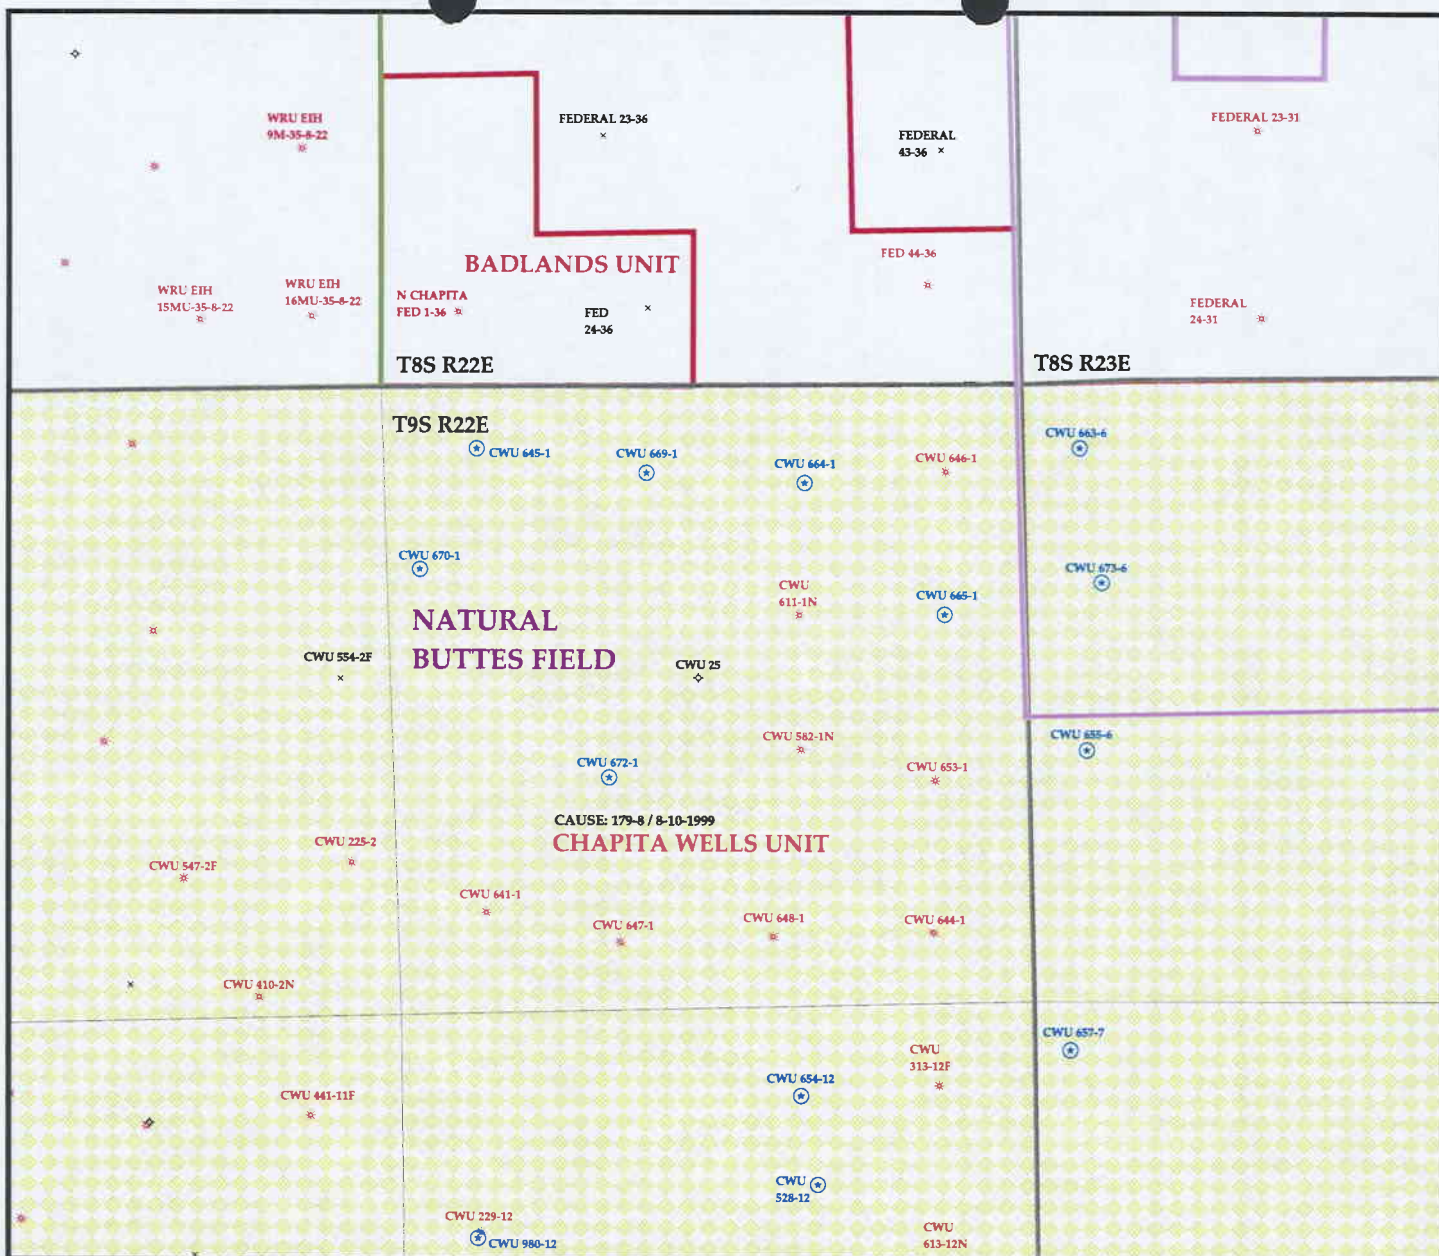 WRU EIH
9M-35-8-22
FEDERAL 23-36
FEDERAL
43-36
FEDERAL 23-31
BADLANDS UNIT
FED 44-36
WRU EIH
15MU-35-8-22
WRU EIH
16MU-35-8-22
N CHAPITA
FED 1-36
FED
24-36
FEDERAL
24-31
T8S R22E
T8S R23E
T9S R22E
CWU 645-1
CWU 669-1
CWU 664-1
CWU 646-1
CWU 663-6
CWU 670-1
CWU
611-1N
CWU 665-1
CWU 673-6
NATURAL
BUTTES FIELD
CWU 554-2F
CWU 25
CWU 582-1N
CWU 655-6
CWU 672-1
CWU 653-1
CAUSE: 179-8 / 8-10-1999
CHAPITA WELLS UNIT
CWU 225-2
CWU 547-2F
CWU 641-1
CWU 647-1
CWU 648-1
CWU 644-1
CWU 410-2N
CWU 657-7
CWU
313-12F
CWU 654-12
CWU 441-11F
CWU
528-12
CWU 229-12
CWU 980-12
CWU
613-12N